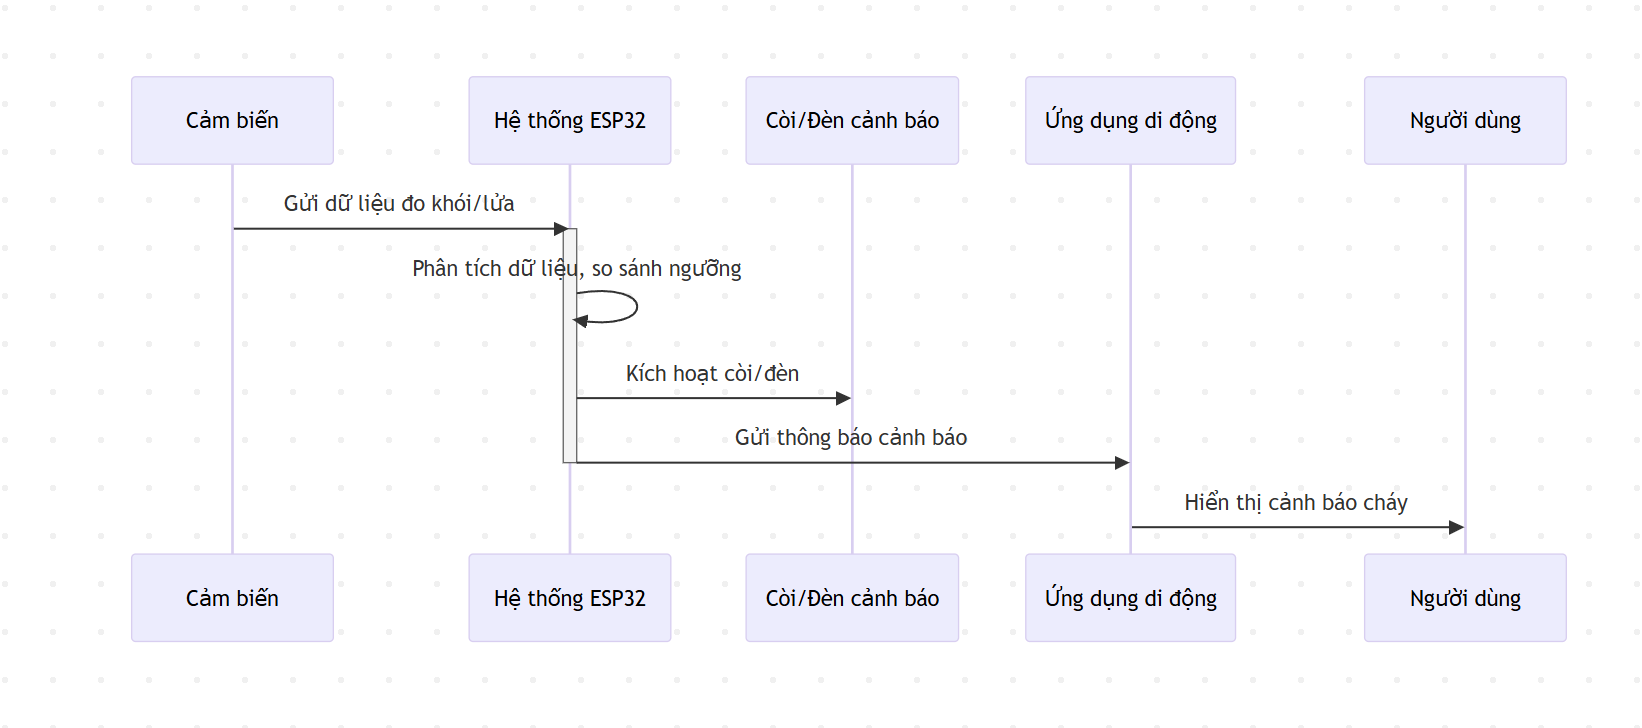 Cảm biến
Hệ thống ESP32
Còi/Đèn cảnh báo
Ứng dụng di động
Người dùng
Gửi dữ liệu đo khói/lửa
Phân tích dữ liệu, so sánh ngưỡng
Kích hoạt còi/đèn
Gửi thông báo cảnh báo
Hiển thị cảnh báo cháy
Cảm biến
Hệ thống ESP32
Còi/Đèn cảnh báo
Ứng dụng di động
Người dùng